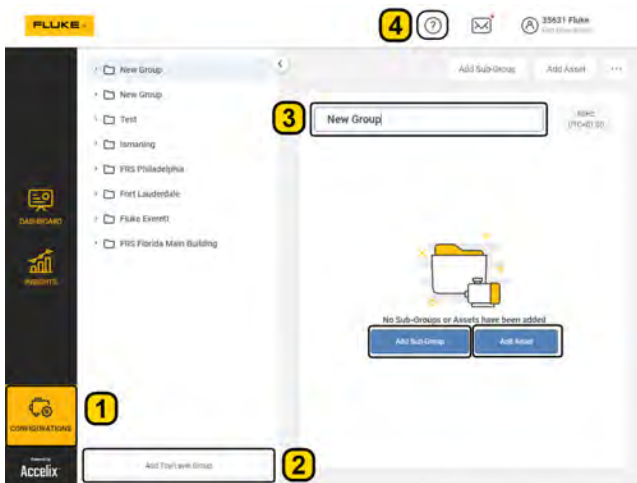 FLUKE
4
35631 Fluke
New Group
New Group
Test
Ismaning
FRS Philadelphia
Fort Lauderdale
Fluke Everett
FRS Florida Main Building
Add Sub-Group
Add Asset
3
New Group
No Sub-Groups or Assets have been added
Add Sub-Group
Add Asset
DASHBOARD
INSIGHTS
CONFIGURATIONS
1
Accelix
Add Top Level Group
2